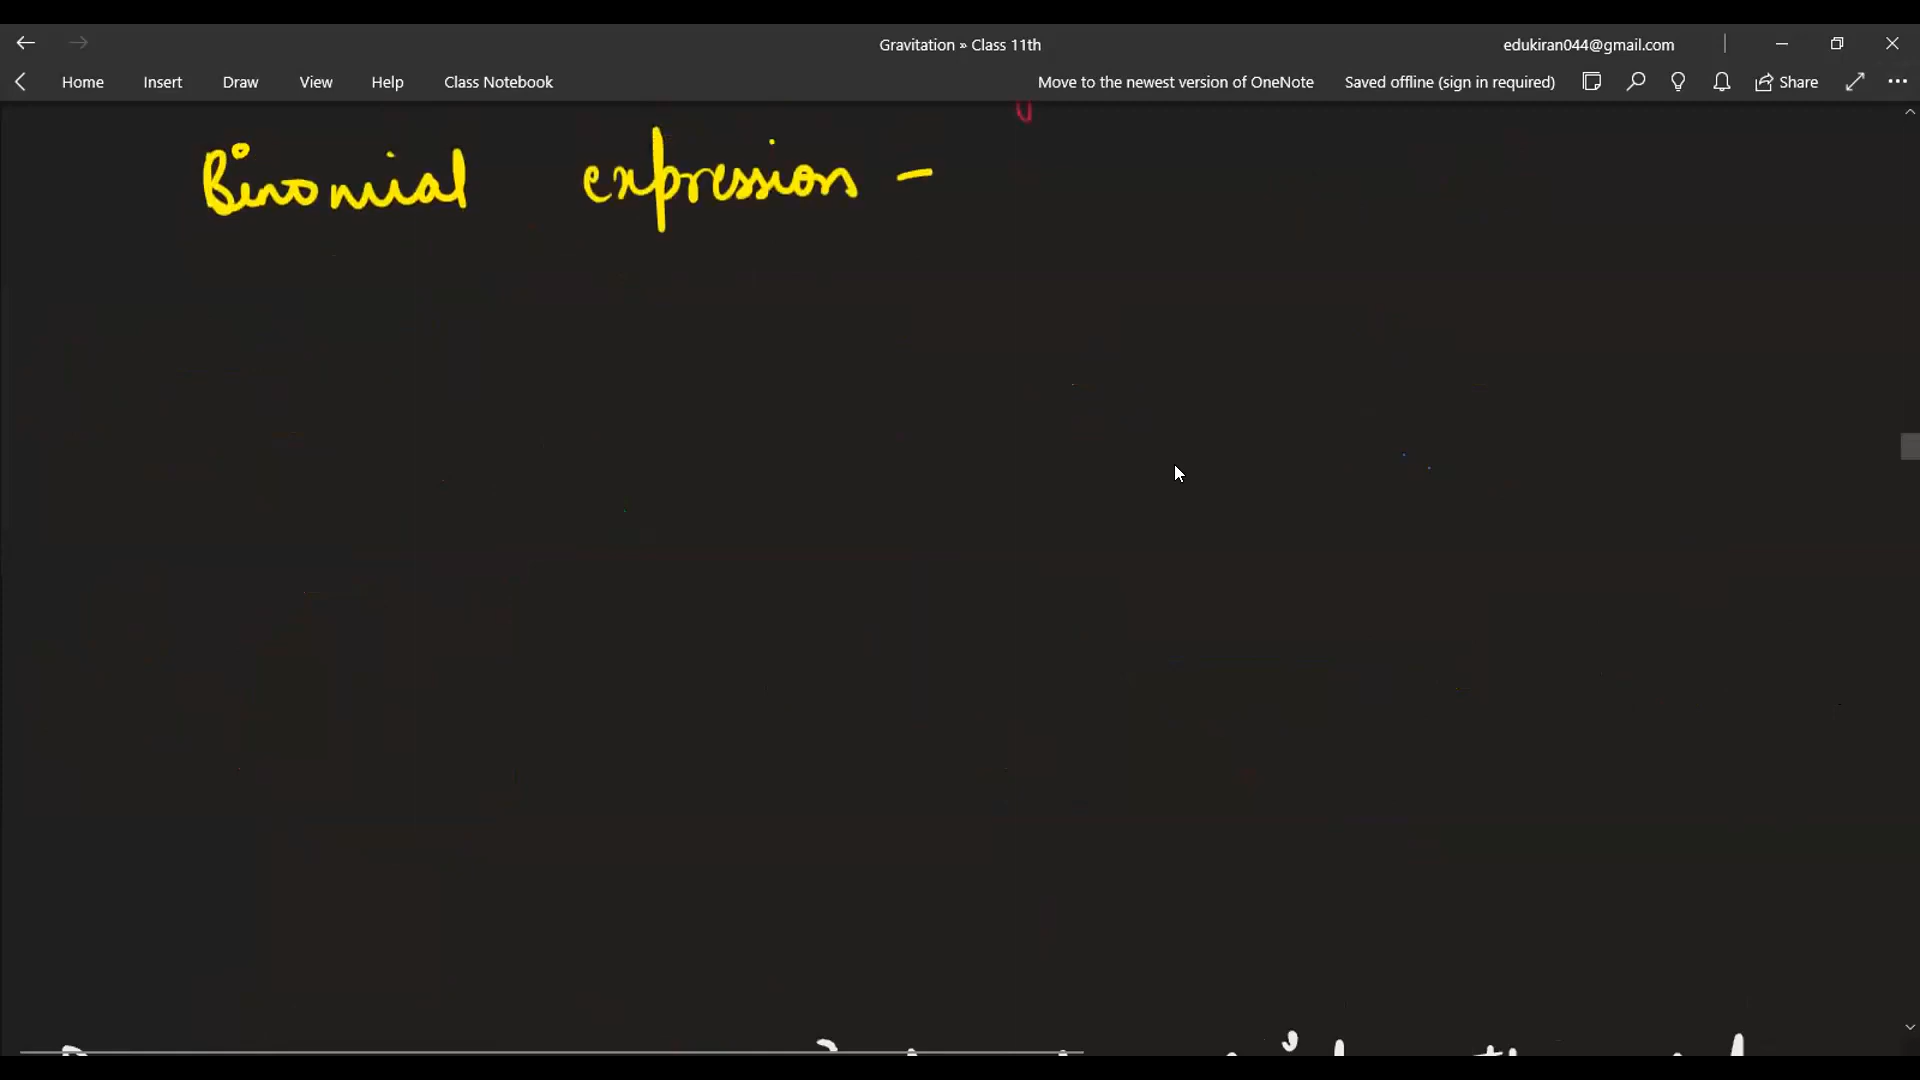 Gravitation » Class 11th
edukiran044@gmail.com
Home Insert Draw View Help Class Notebook Move to the newest version of OneNote Saved offline (sign in required) Share
Binomial expression -